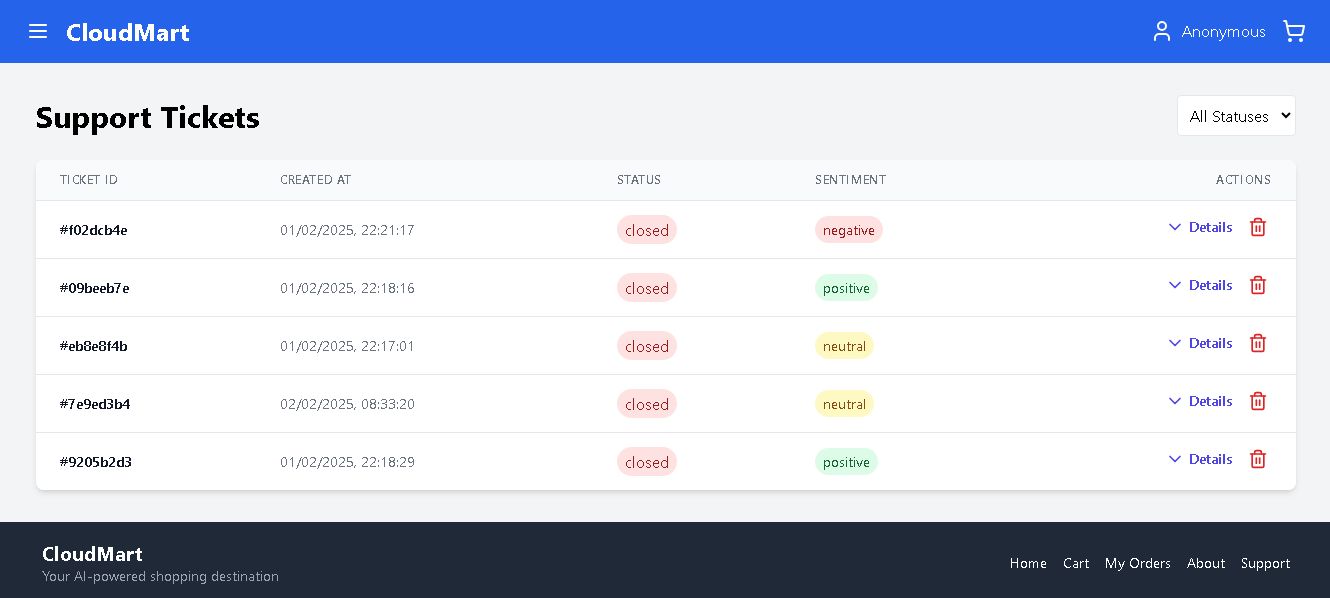 CloudMart Anonymous
Support Tickets All Statuses
TICKET ID CREATED AT STATUS SENTIMENT ACTIONS
#f02dcb4e 01/02/2025, 22:21:17 closed negative Details
#09beeb7e 01/02/2025, 22:18:16 closed positive Details
#eb8e8f4b 01/02/2025, 22:17:01 closed neutral Details
#7e9ed3b4 02/02/2025, 08:33:20 closed neutral Details
#9205b2d3 01/02/2025, 22:18:29 closed positive Details
CloudMart
Your AI-powered shopping destination
Home Cart My Orders About Support